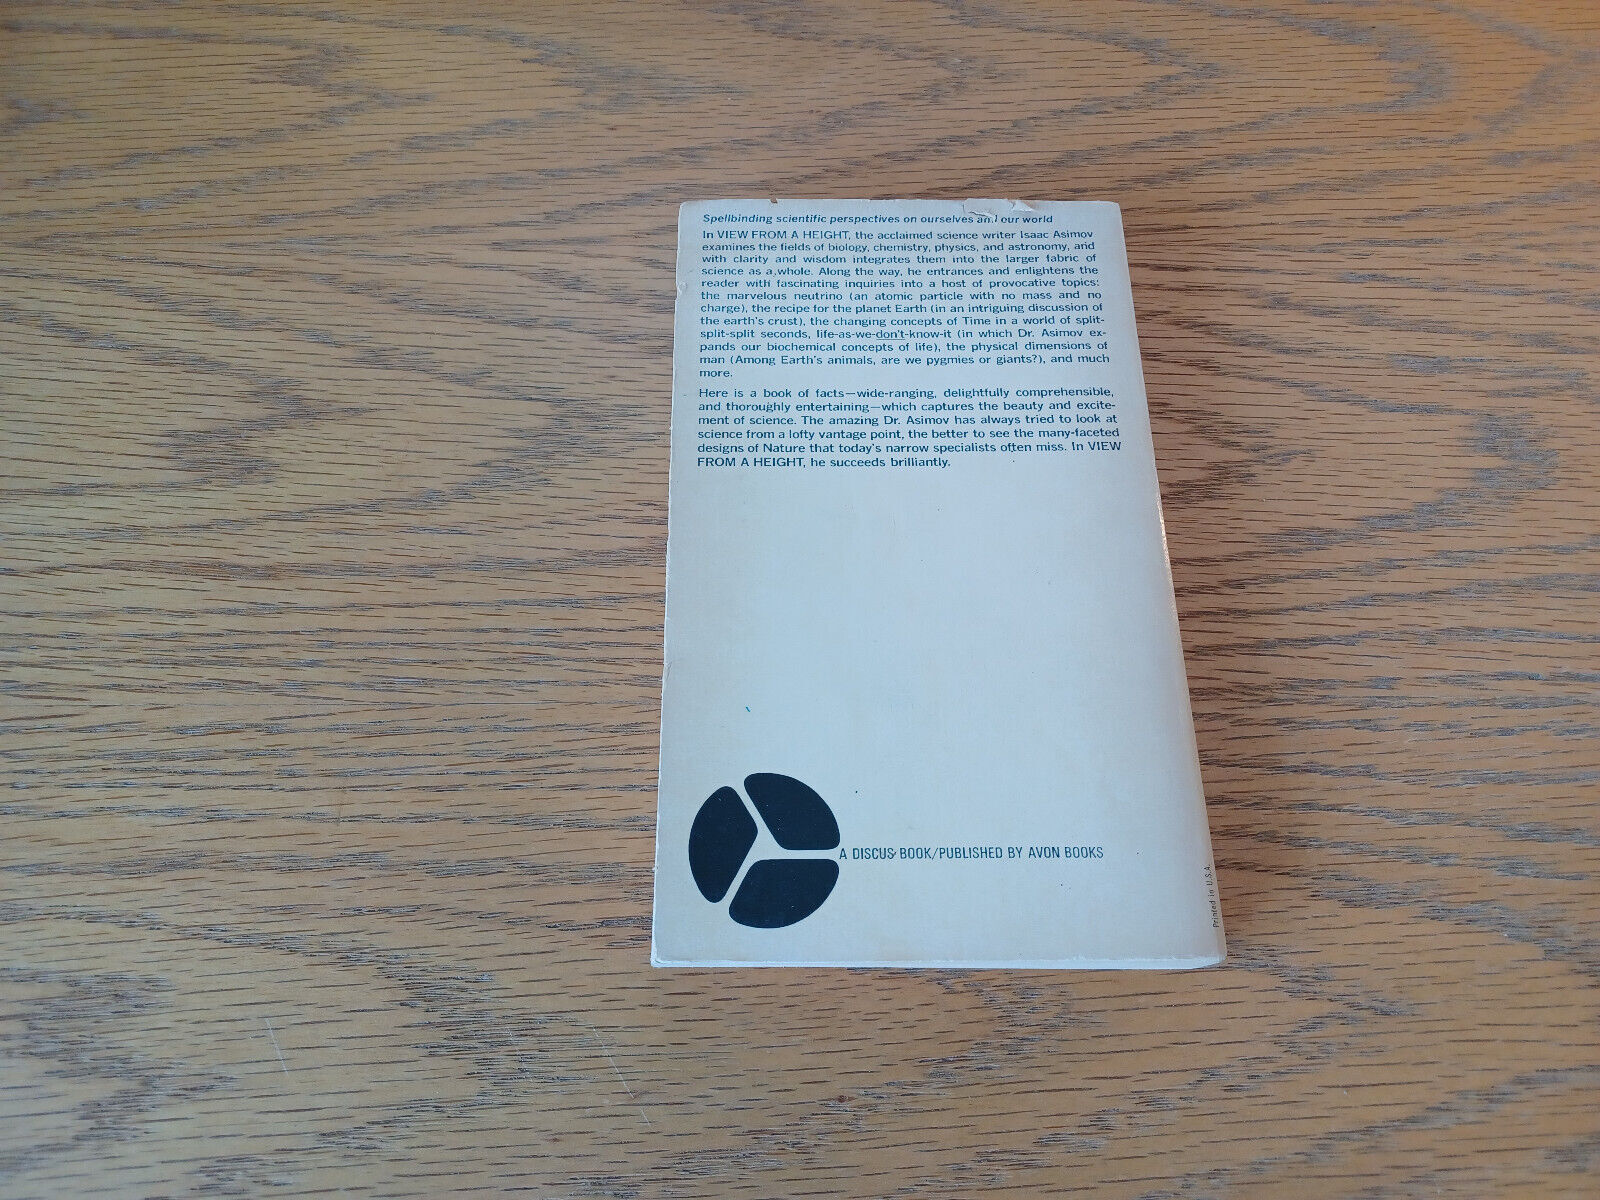 Spellbinding scientific perspectives on ourselves and our world
In VIEW FROM A HEIGHT, the acclaimed science writer Isaac Asimov
examines the fields of biology, chemistry, physics, and astronomy, and
with clarity and wisdom integrates them into the larger fabric of
science as a whole. Along the way, he entrances and enlightens the
reader with fascinating inquiries into a host of provocative topics:
the marvelous neutrino (an atomic particle with no mass and no
charge), the recipe for the planet Earth (in an intriguing discussion of
the earth's crust), the changing concepts of Time in a world of split-
split-split seconds, life-as-we-don't-know-it (in which Dr. Asimov ex-
pands our biochemical concepts of life), the physical dimensions of
man (Among Earth's animals, are we pygmies or giants?), and much
more.
Here is a book of facts—wide-ranging, delightfully comprehensible,
and thoroughly entertaining—which captures the beauty and excite-
ment of science. The amazing Dr. Asimov has always tried to look at
science from a lofty vantage point, the better to see the many-faceted
designs of Nature that today's narrow specialists often miss. In VIEW
FROM A HEIGHT, he succeeds brilliantly.
A DISCUS BOOK/PUBLISHED BY AVON BOOKS
Printed in U.S.A.